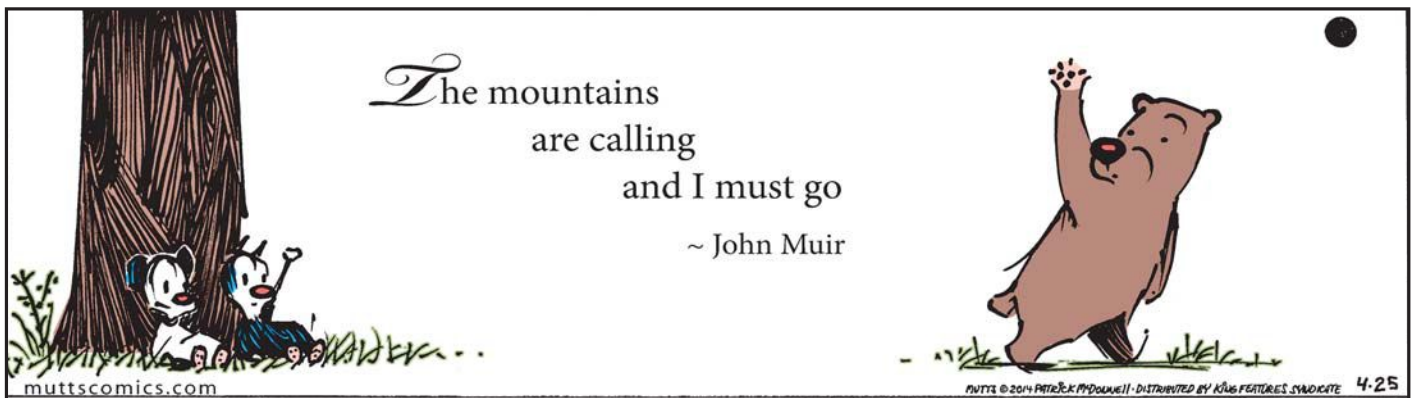 The mountains
are calling
and I must go
~ John Muir
muttscomics.com
MUTTS © 2014 PATRICK McDONNELL · DISTRIBUTED BY KING FEATURES SYNDICATE 4·25